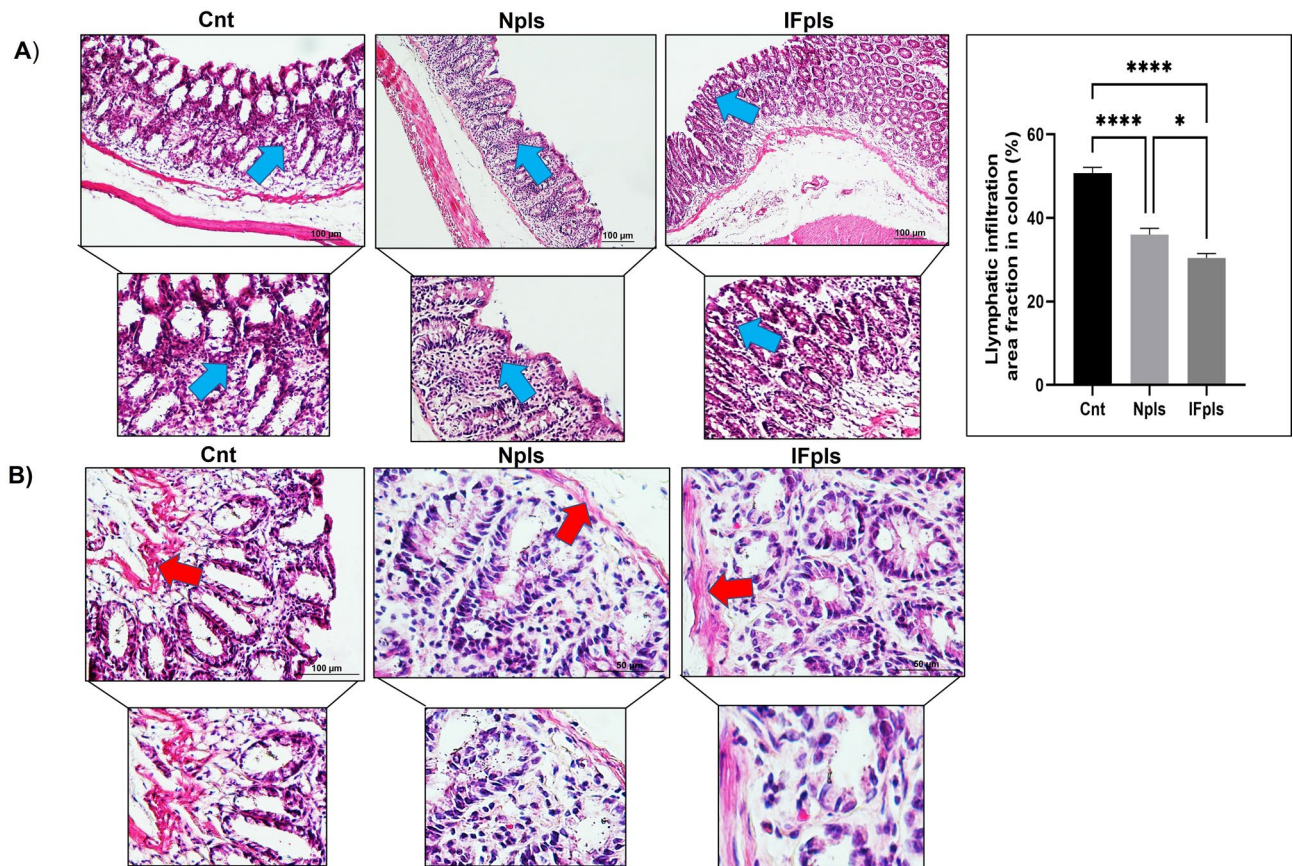 Cnt
Npls
IFpls
A)
100 µm
100 µm
100 µm
Llymphatic infiltration
area fraction in colon (%)
60
40
20
0
****
****
*
Cnt
Npls
IFpls
B)
Cnt
Npls
IFpls
100 µm
50 µm
50 µm